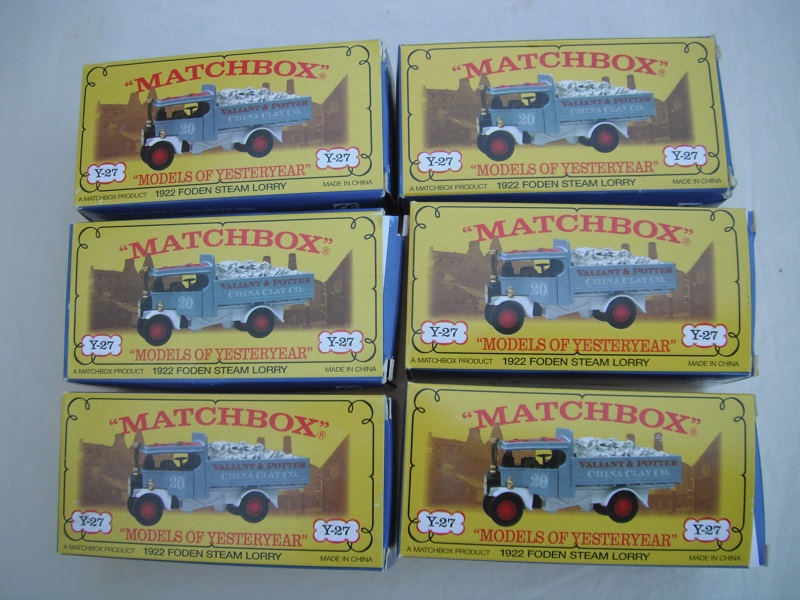 "MATCHBOX"®
VALIANT & POTTER
CHINA CLAY CO.
20
Y-27 "MODELS OF YESTERYEAR" Y-27
A MATCHBOX PRODUCT 1922 FODEN STEAM LORRY MADE IN CHINA
"MATCHBOX"®
VALIANT & POTTER
CHINA CLAY CO.
20
Y-27 "MODELS OF YESTERYEAR" Y-27
A MATCHBOX PRODUCT 1922 FODEN STEAM LORRY MADE IN CHINA
"MATCHBOX"®
VALIANT & POTTER
CHINA CLAY CO.
20
Y-27 "MODELS OF YESTERYEAR" Y-27
A MATCHBOX PRODUCT 1922 FODEN STEAM LORRY MADE IN CHINA
"MATCHBOX"®
VALIANT & POTTER
CHINA CLAY CO.
20
Y-27 "MODELS OF YESTERYEAR" Y-27
A MATCHBOX PRODUCT 1922 FODEN STEAM LORRY MADE IN CHINA
"MATCHBOX"®
VALIANT & POTTER
CHINA CLAY CO.
20
Y-27 "MODELS OF YESTERYEAR" Y-27
A MATCHBOX PRODUCT 1922 FODEN STEAM LORRY MADE IN CHINA
"MATCHBOX"®
VALIANT & POTTER
CHINA CLAY CO.
20
Y-27 "MODELS OF YESTERYEAR" Y-27
A MATCHBOX PRODUCT 1922 FODEN STEAM LORRY MADE IN CHINA